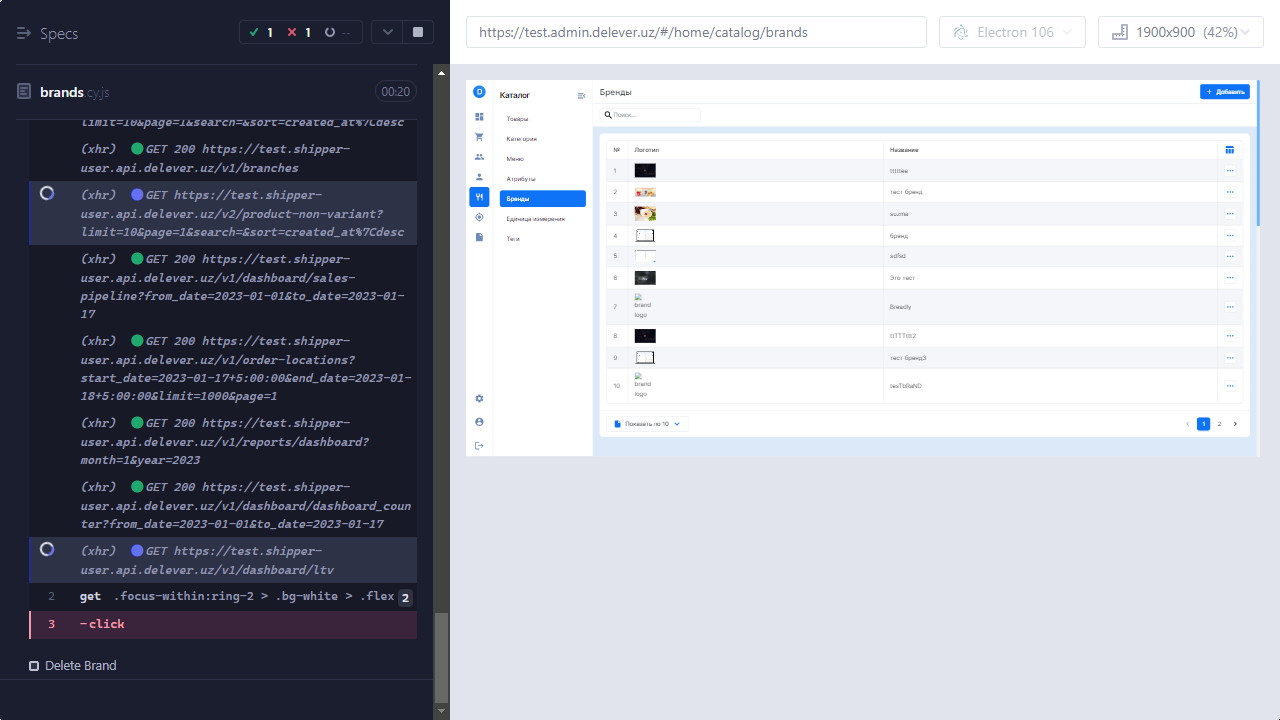 Specs
1
1
--
brands.cy.js
00:20
limit=10&page=1&search=&sort=created_at%7Cdesc
(xhr) GET 200 https://test.shipper-
user.api.delever.uz/v1/branches
(xhr) GET https://test.shipper-
user.api.delever.uz/v2/product-non-variant?
limit=10&page=1&search=&sort=created_at%7Cdesc
(xhr) GET 200 https://test.shipper-
user.api.delever.uz/v1/dashboard/sales-
pipeline?from_date=2023-01-01&to_date=2023-01-
17
(xhr) GET 200 https://test.shipper-
user.api.delever.uz/v1/order-locations?
start_date=2023-01-17+5:00:00&end_date=2023-01-
18+5:00:00&limit=1000&page=1
(xhr) GET 200 https://test.shipper-
user.api.delever.uz/v1/reports/dashboard?
month=1&year=2023
(xhr) GET 200 https://test.shipper-
user.api.delever.uz/v1/dashboard/dashboard_coun
ter?from_date=2023-01-01&to_date=2023-01-17
(xhr) GET https://test.shipper-
user.api.delever.uz/v1/dashboard/ltv
2 get .focus-within:ring-2 > .bg-white > .flex 2
3 -click
Delete Brand
https://test.admin.delever.uz/#/home/catalog/brands
Electron 106
1900x900 (42%)
D
Каталог
Товары
Категория
Меню
Атрибуты
Бренды
Единица измерения
Теги
Бренды
+ Добавить
Поиск...
№ Логотип Название
1 ttttee
2 тест бренд
3 auzma
4 бренд
5 sdfsd
6 Это тест
7 brand logo Breadly
8 ttTTTttt2
9 тест бренд3
10 brand logo tesTbRaND
Показать по 10
1 2